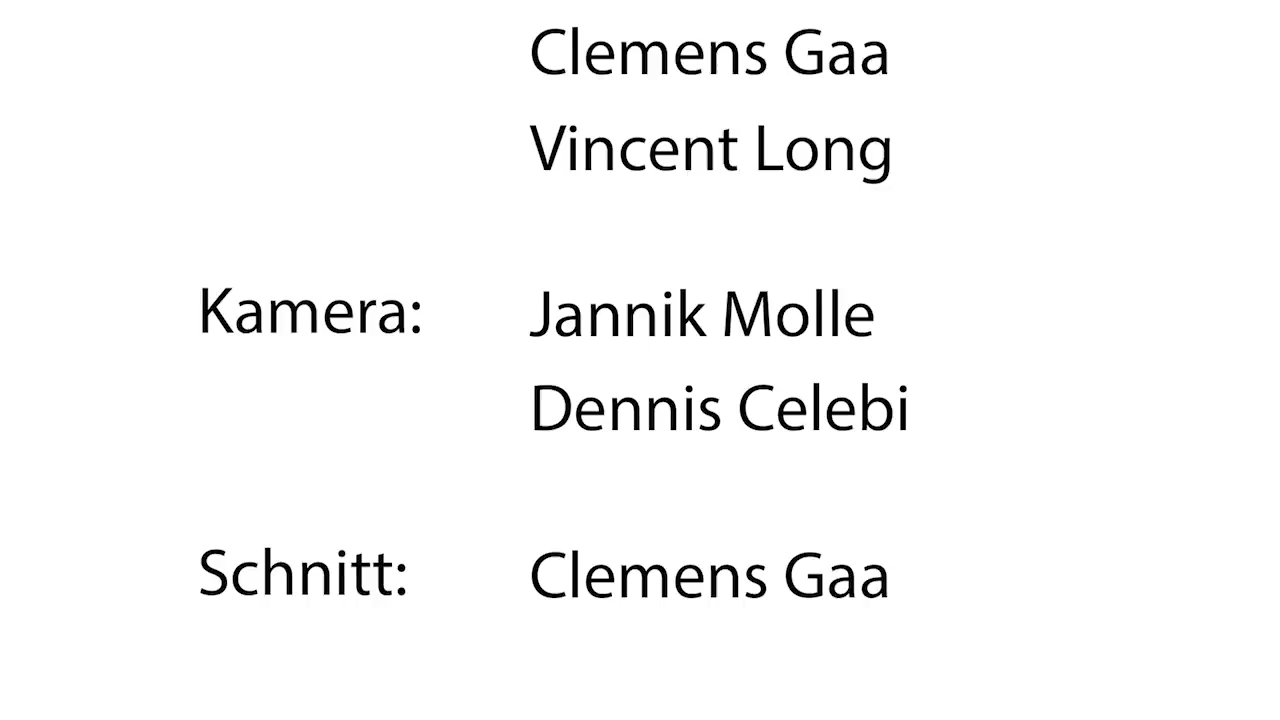 Clemens Gaa
Vincent Long
Kamera: Jannik Molle
Dennis Celebi
Schnitt: Clemens Gaa